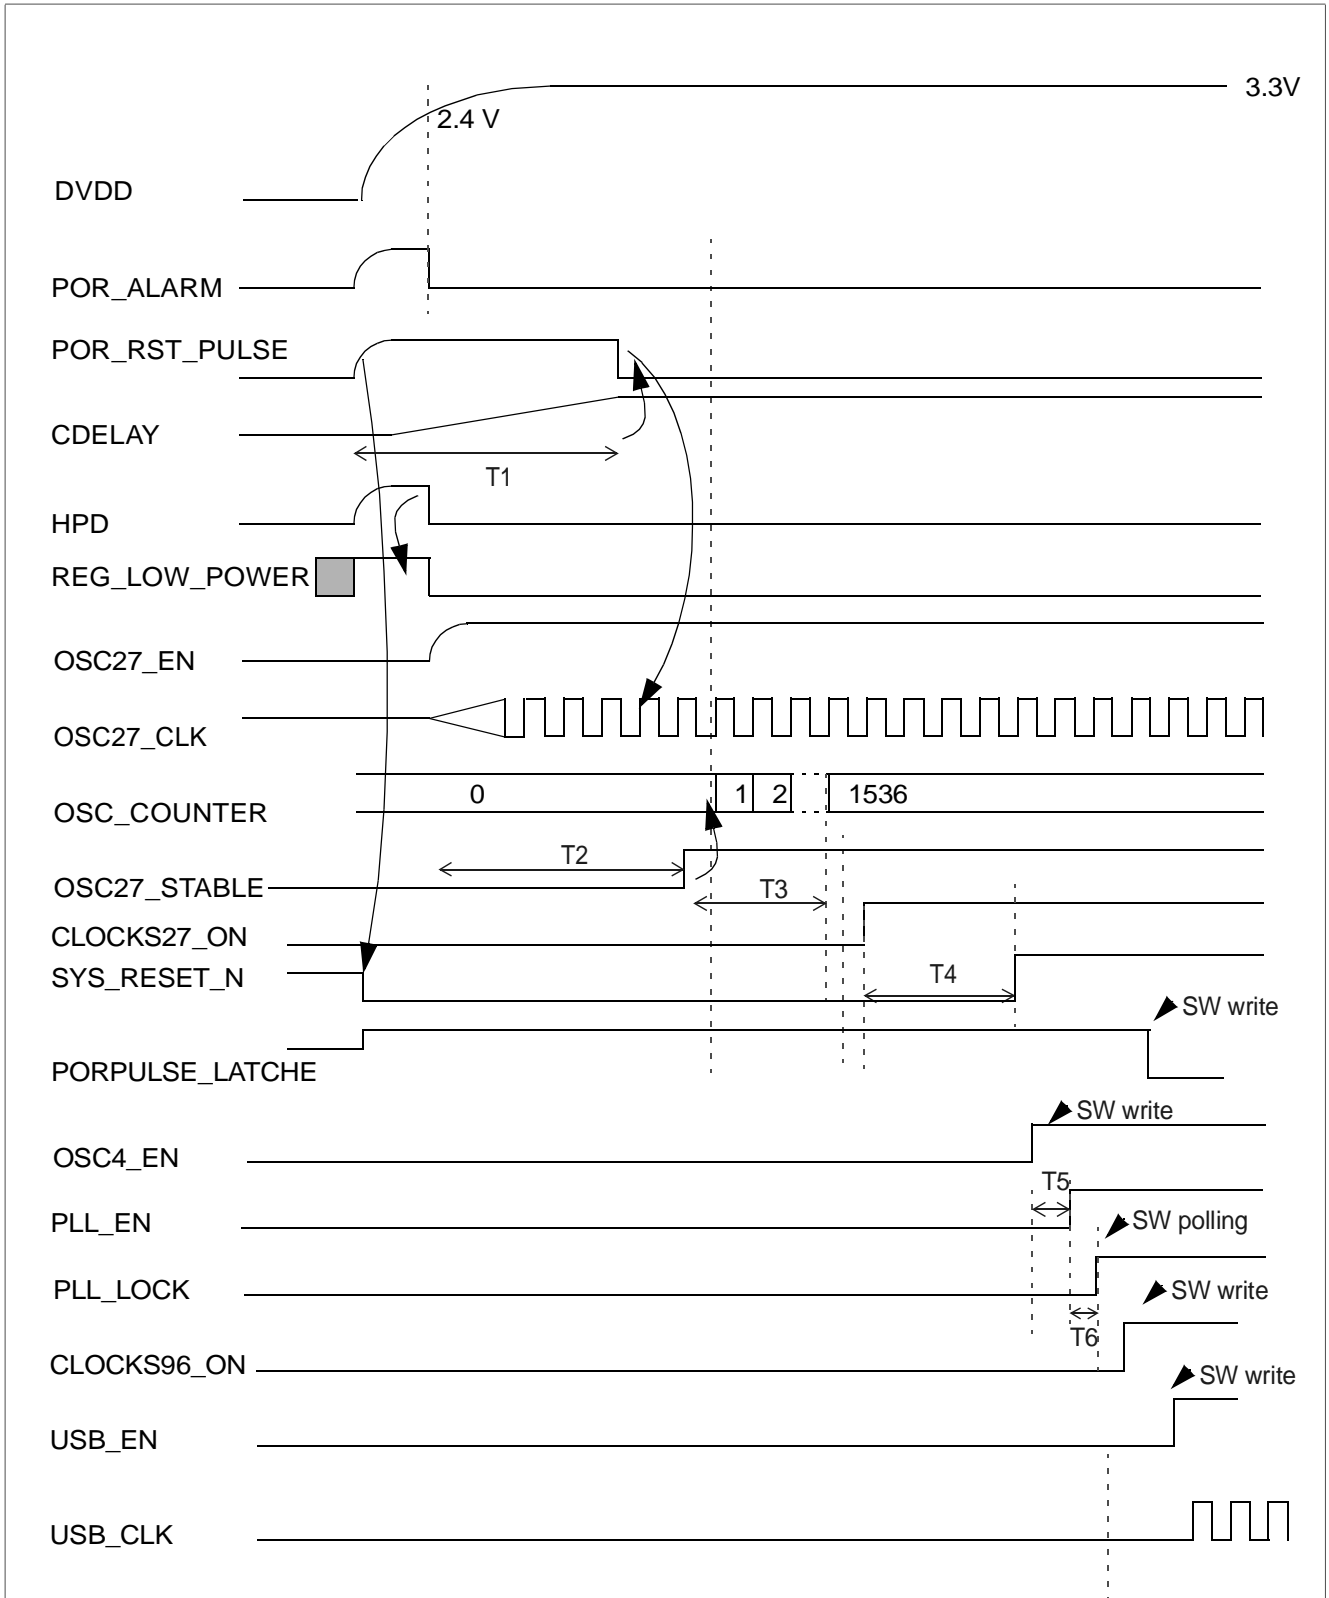 3.3V
2.4 V
DVDD
POR_ALARM
POR_RST_PULSE
CDELAY
T1
HPD
REG_LOW_POWER
OSC27_EN
OSC27_CLK
0 1 2 1536
OSC_COUNTER
T2
OSC27_STABLE
T3
CLOCKS27_ON
SYS_RESET_N
T4
SW write
PORPULSE_LATCHE
SW write
OSC4_EN
T5
PLL_EN
SW polling
PLL_LOCK
SW write
T6
CLOCKS96_ON
SW write
USB_EN
USB_CLK